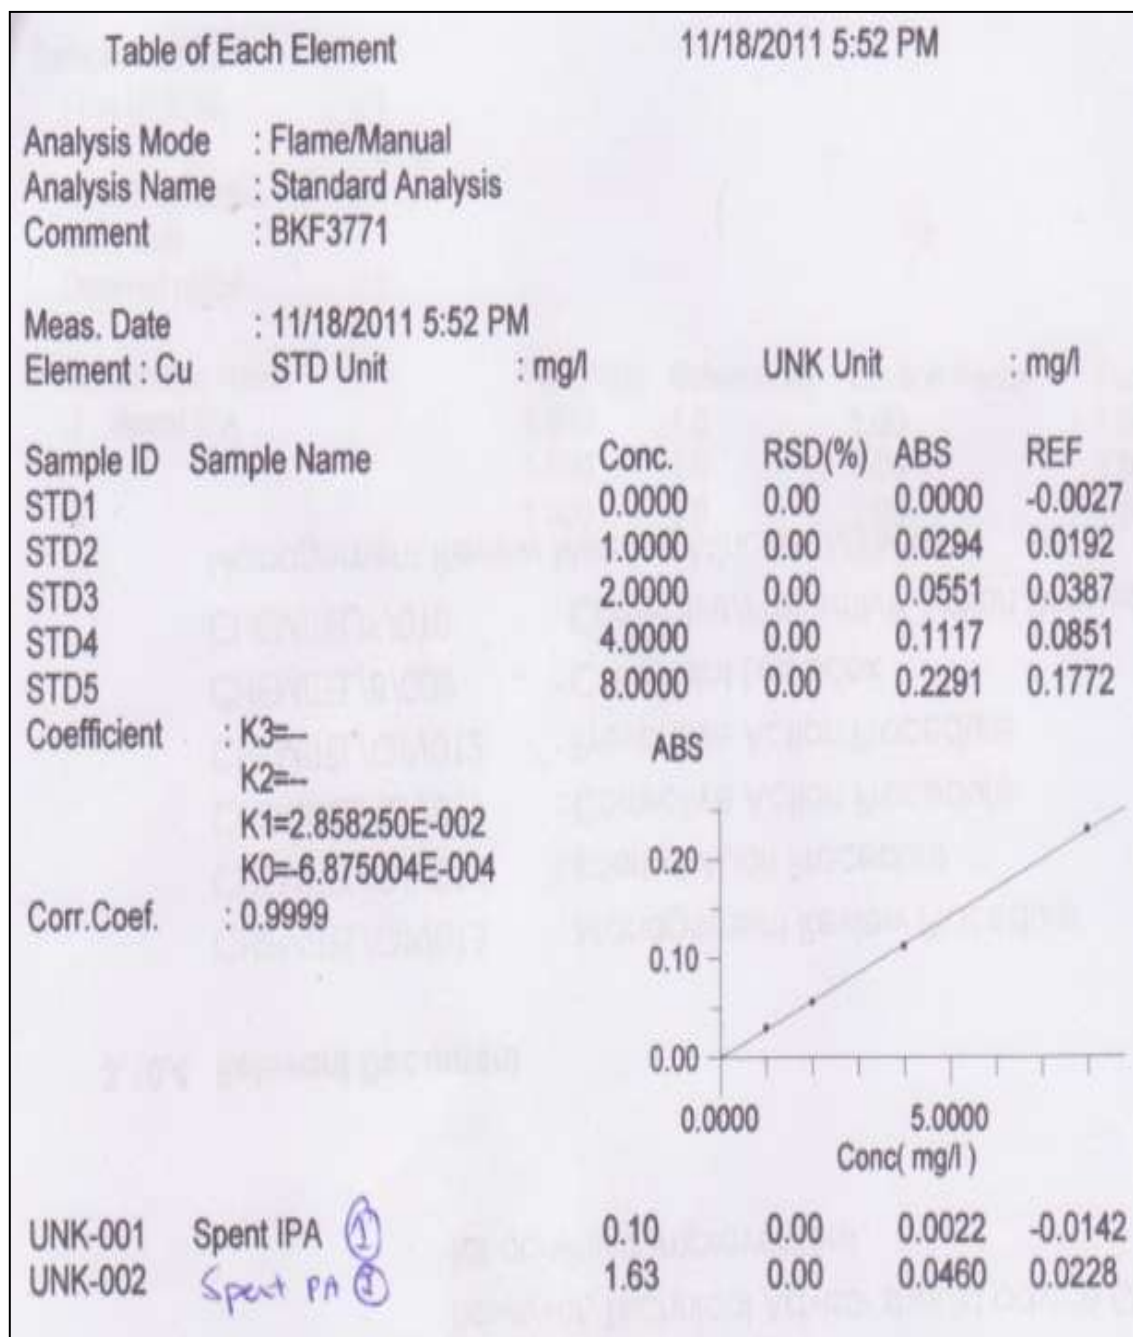 Table of Each Element 11/18/2011 5:52 PM
Analysis Mode : Flame/Manual
Analysis Name : Standard Analysis
Comment : BKF3771
Meas. Date : 11/18/2011 5:52 PM
Element : Cu STD Unit : mg/l UNK Unit : mg/l
Sample ID Sample Name Conc. RSD(%) ABS REF
STD1 0.0000 0.00 0.0000 -0.0027
STD2 1.0000 0.00 0.0294 0.0192
STD3 2.0000 0.00 0.0551 0.0387
STD4 4.0000 0.00 0.1117 0.0851
STD5 8.0000 0.00 0.2291 0.1772
Coefficient : K3=--
K2=--
K1=2.858250E-002
K0=-6.875004E-004
Corr.Coef. : 0.9999
ABS
0.20
0.10
0.00
0.0000 5.0000
Conc( mg/l )
UNK-001 Spent IPA 1 0.10 0.00 0.0022 -0.0142
UNK-002 Spent PA 2 1.63 0.00 0.0460 0.0228